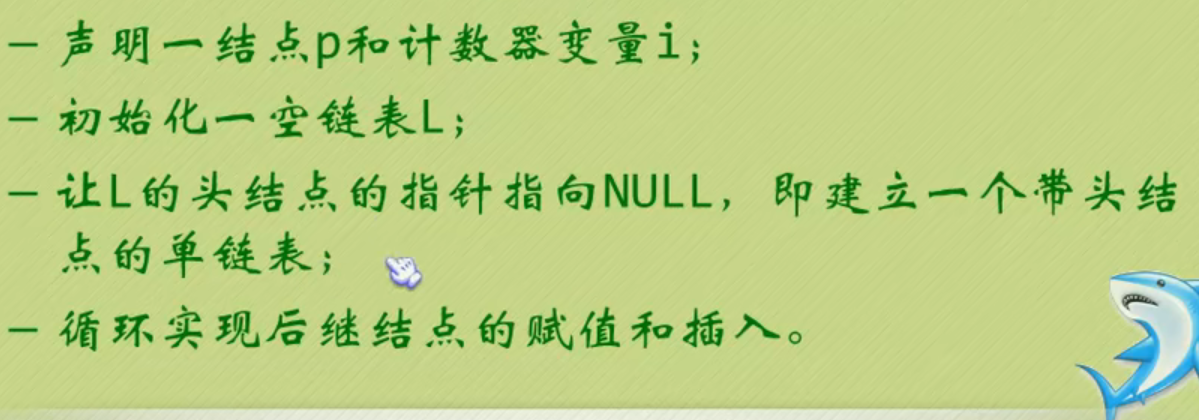 – 声明一结点p和计数器变量i；
– 初始化一空链表L；
– 让L的头结点的指针指向NULL，即建立一个带头结
点的单链表；
– 循环实现后继结点的赋值和插入。